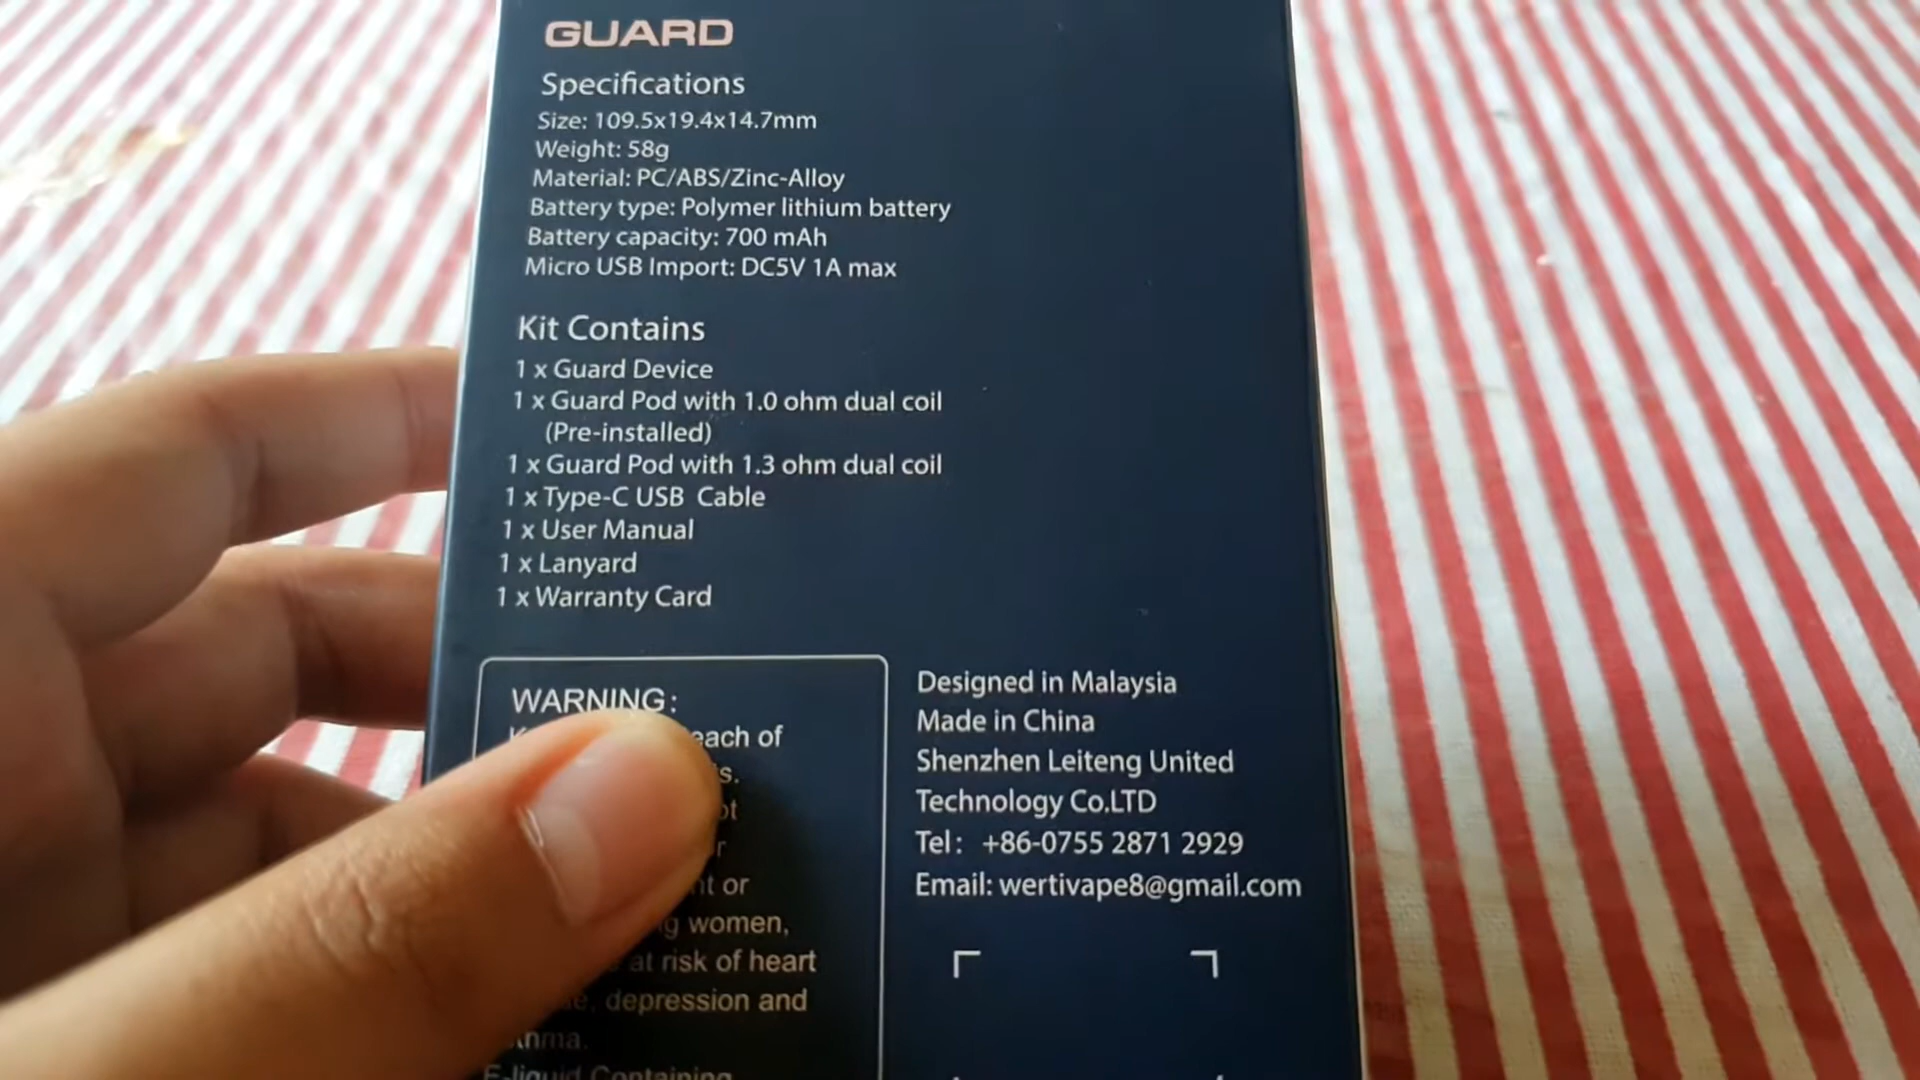 GUARD
Specifications
Size: 109.5x19.4x14.7mm
Weight: 58g
Material: PC/ABS/Zinc-Alloy
Battery type: Polymer lithium battery
Battery capacity: 700 mAh
Micro USB Import: DC5V 1A max
Kit Contains
1 x Guard Device
1 x Guard Pod with 1.0 ohm dual coil
(Pre-installed)
1 x Guard Pod with 1.3 ohm dual coil
1 x Type-C USB Cable
1 x User Manual
1 x Lanyard
1 x Warranty Card
WARNING:
of
or
women,
at risk of heart
depression and
E-liquid Containing
Designed in Malaysia
Made in China
Shenzhen Leiteng United
Technology Co.LTD
Tel: +86-0755 2871 2929
Email: wertivape8@gmail.com